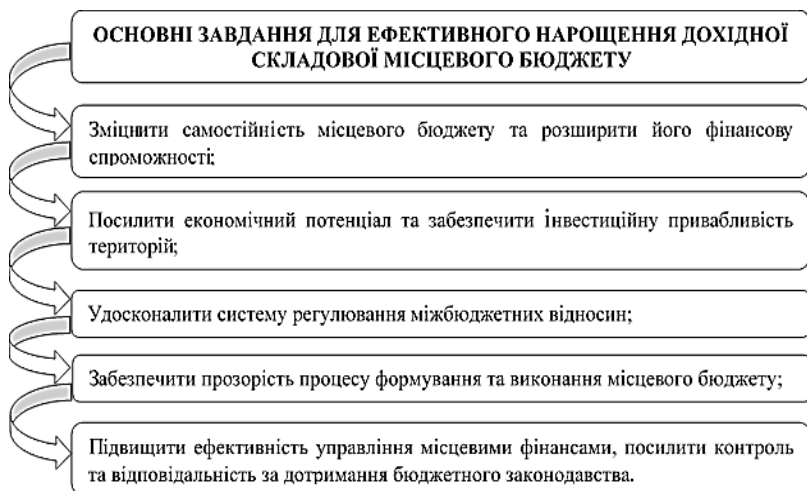 ОСНОВНІ ЗАВДАННЯ ДЛЯ ЕФЕКТИВНОГО НАРОЩЕННЯ ДОХІДНОЇ
СКЛАДОВОЇ МІСЦЕВОГО БЮДЖЕТУ
Зміцнити самостійність місцевого бюджету та розширити його фінансову
спроможності;
Посилити економічний потенціал та забезпечити інвестиційну привабливість
територій;
Удосконалити систему регулювання міжбюджетних відносин;
Забезпечити прозорість процесу формування та виконання місцевого бюджету;
Підвищити ефективність управління місцевими фінансами, посилити контроль
та відповідальність за дотримання бюджетного законодавства.